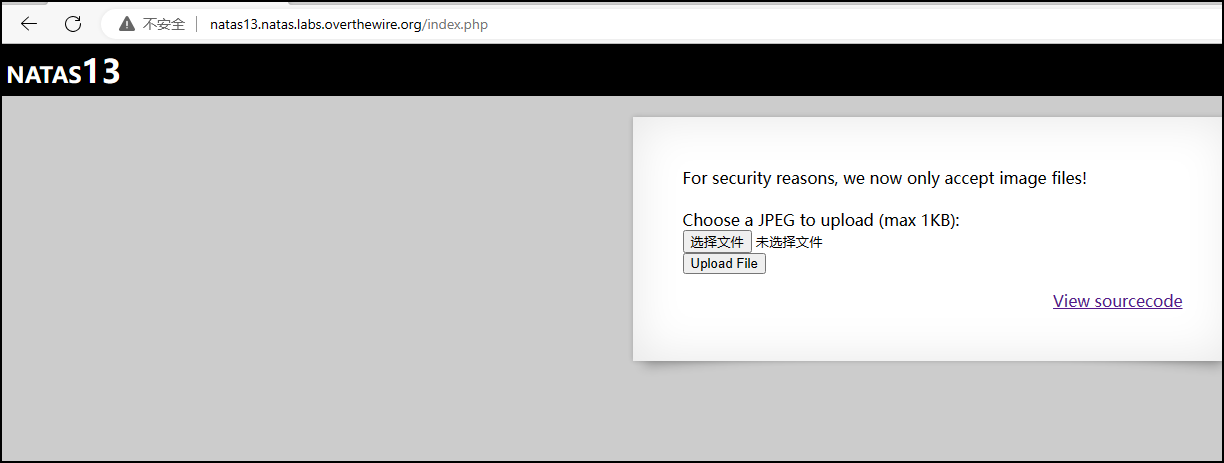 不安全 natas13.natas.labs.overthewire.org/index.php
NATAS13
For security reasons, we now only accept image files!
Choose a JPEG to upload (max 1KB):
选择文件 未选择文件
Upload File
View sourcecode